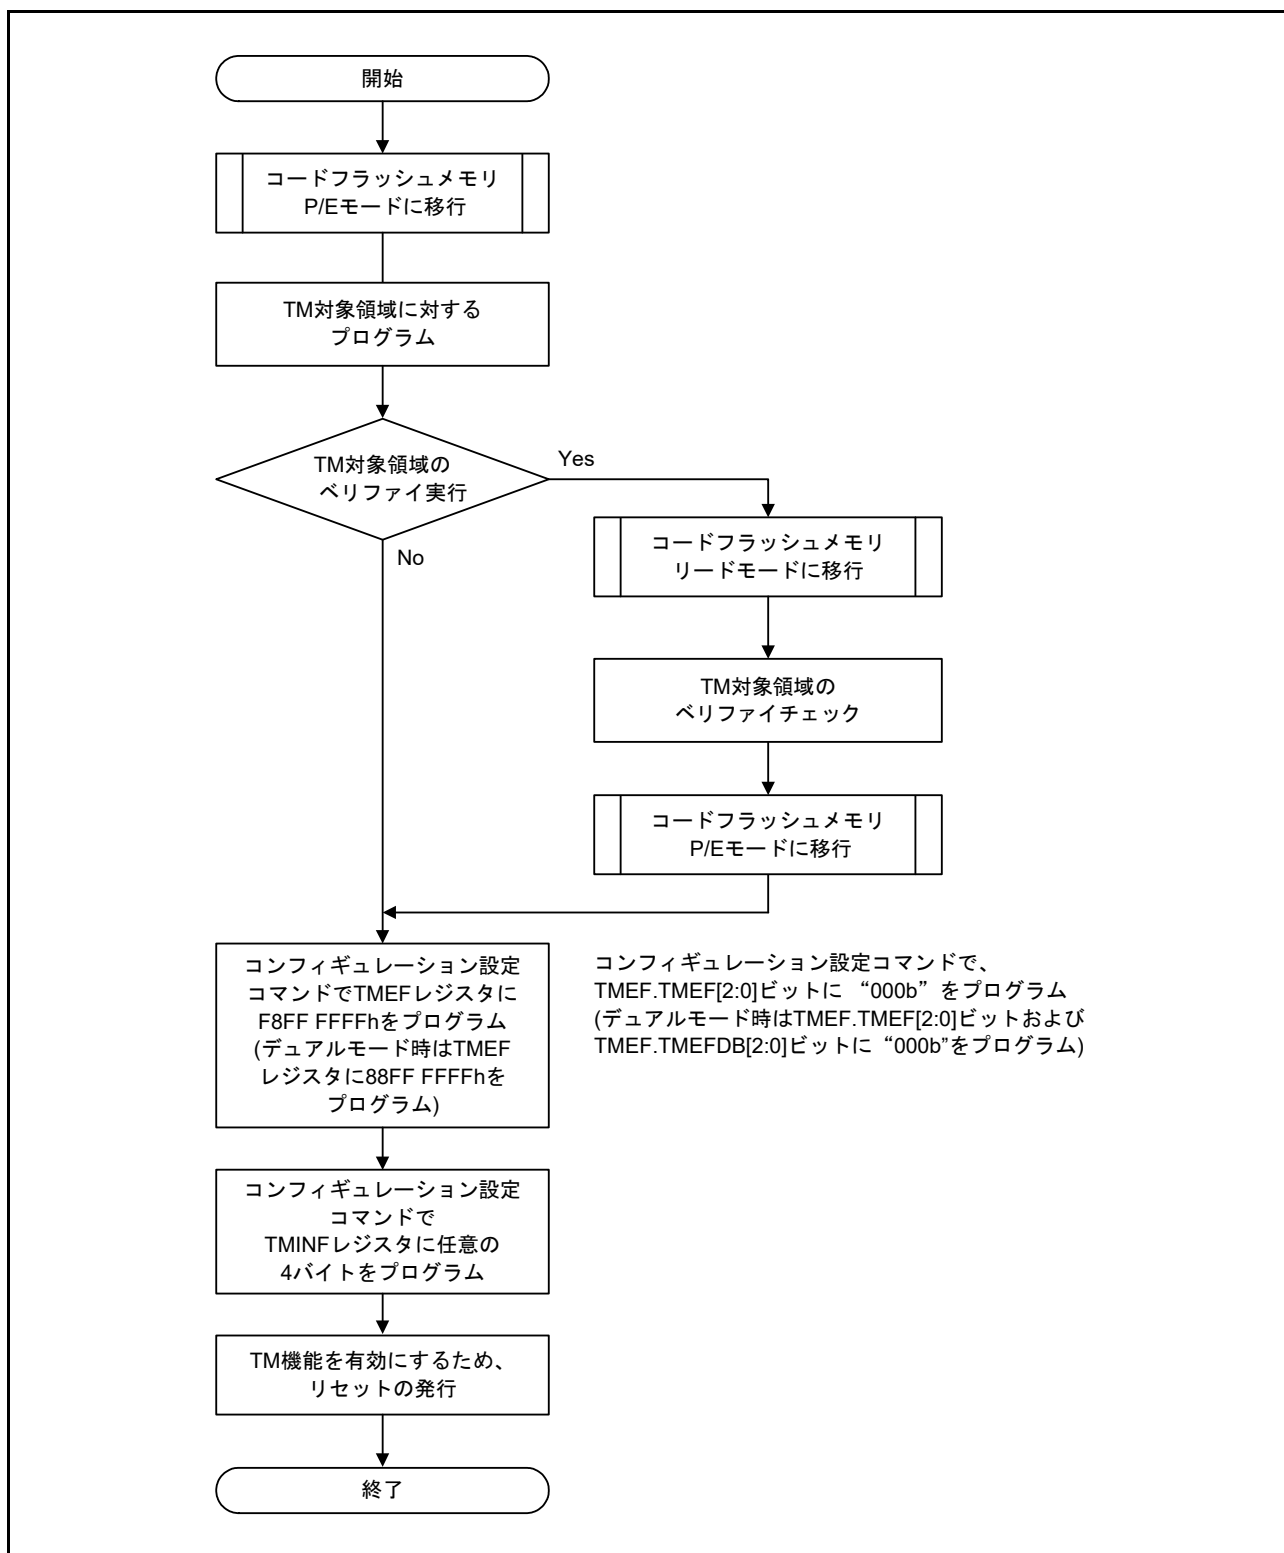 開始
コードフラッシュメモリ
P/Eモードに移行
TM対象領域に対する
プログラム
TM対象領域の
ベリファイ実行
Yes
No
コードフラッシュメモリ
リードモードに移行
TM対象領域の
ベリファイチェック
コードフラッシュメモリ
P/Eモードに移行
コンフィギュレーション設定
コマンドでTMEFレジスタに
F8FF FFFFhをプログラム
(デュアルモード時はTMEF
レジスタに88FF FFFFhを
プログラム)
コンフィギュレーション設定コマンドで、
TMEF.TMEF[2:0]ビットに “000b” をプログラム
(デュアルモード時はTMEF.TMEF[2:0]ビットおよび
TMEF.TMEFDB[2:0]ビットに “000b”をプログラム)
コンフィギュレーション設定
コマンドで
TMINFレジスタに任意の
4バイトをプログラム
TM機能を有効にするため、
リセットの発行
終了